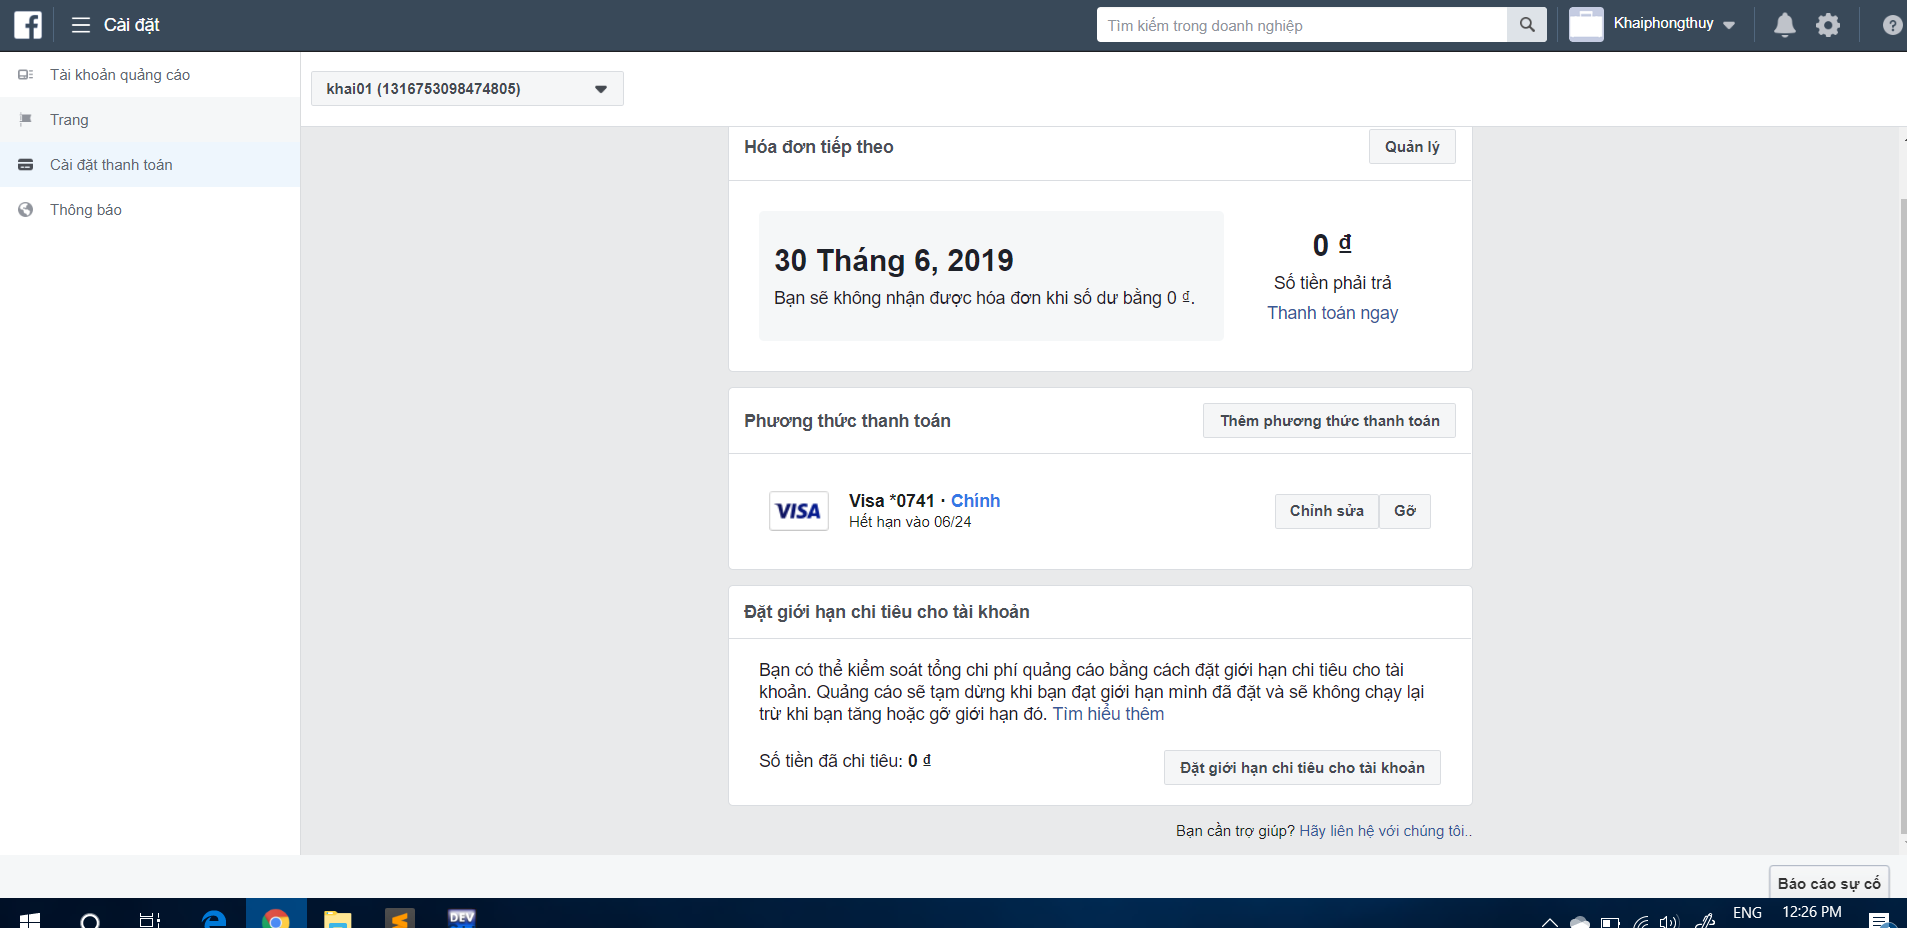 Cài đặt
Tìm kiếm trong doanh nghiệp
Khaiphongthuy
Tài khoản quảng cáo
Trang
Cài đặt thanh toán
Thông báo
khai01 (1316753098474805)
Hóa đơn tiếp theo
Quản lý
30 Tháng 6, 2019
Bạn sẽ không nhận được hóa đơn khi số dư bằng 0 ₫.
0 ₫
Số tiền phải trả
Thanh toán ngay
Phương thức thanh toán
Thêm phương thức thanh toán
VISA
Visa *0741 · Chính
Hết hạn vào 06/24
Chỉnh sửa
Gỡ
Đặt giới hạn chi tiêu cho tài khoản
Bạn có thể kiểm soát tổng chi phí quảng cáo bằng cách đặt giới hạn chi tiêu cho tài
khoản. Quảng cáo sẽ tạm dừng khi bạn đạt giới hạn mình đã đặt và sẽ không chạy lại
trừ khi bạn tăng hoặc gỡ giới hạn đó. Tìm hiểu thêm
Số tiền đã chi tiêu: 0 ₫
Đặt giới hạn chi tiêu cho tài khoản
Bạn cần trợ giúp? Hãy liên hệ với chúng tôi..
Báo cáo sự cố
DEV
ENG
12:26 PM